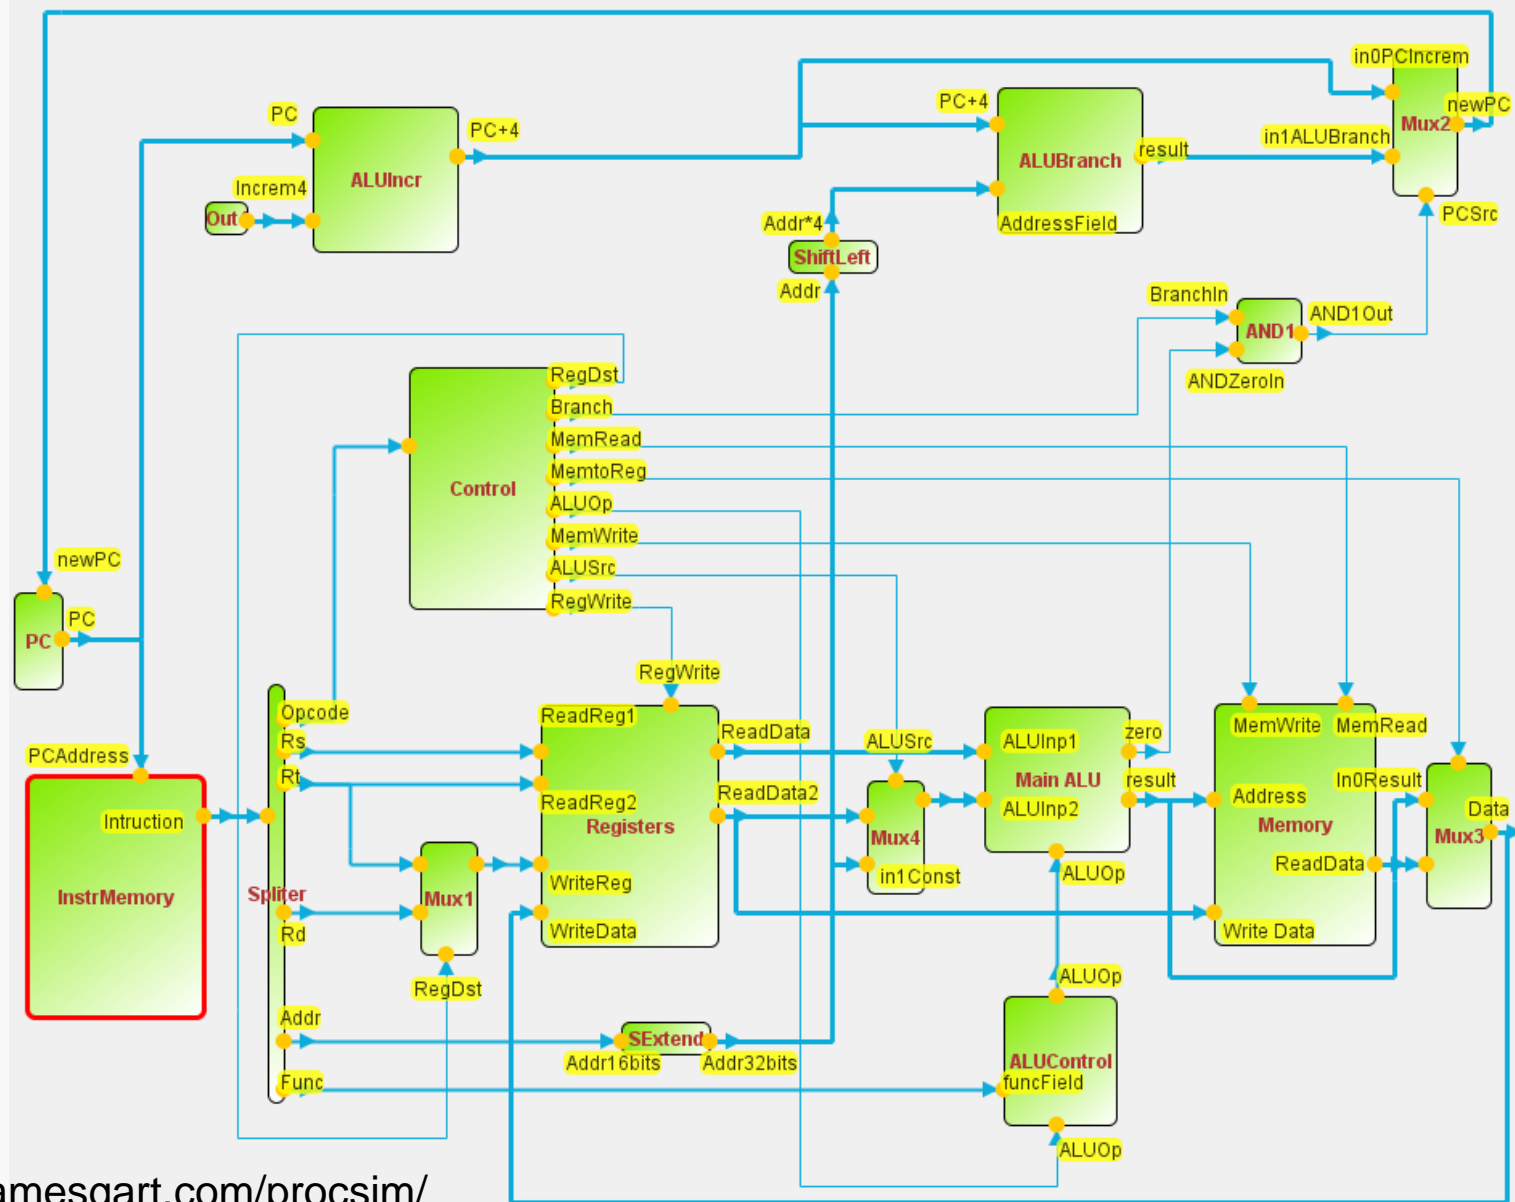 in0PCIncrem
PC
PC+4
newPC
PC+4
Mux2
in1ALUBranch
result
ALUBranch
ALUIncr
Increm4
Out
PCSrc
Addr*4
AddressField
ShiftLeft
Addr
BranchIn
AND1Out
AND1
ANDZeroIn
RegDst
Branch
MemRead
MemtoReg
Control
ALUOp
MemWrite
ALUSrc
RegWrite
newPC
PC
PC
RegWrite
Opcode
ReadReg1
Rs
ReadData
ALUSrc
ALUInp1
zero
MemWrite
MemRead
PCAddress
Rt
Main ALU
result
In0Result
Intruction
ReadReg2
ReadData2
ALUInp2
Address
Data
Registers
Mux4
Memory
Mux3
ReadData
in1Const
ALUOp
WriteReg
InstrMemory
Spliter
Mux1
Rd
WriteData
Write Data
RegDst
ALUOp
Addr
SExtend
Addr16bits
Addr32bits
ALUControl
Func
funcField
ALUOp
amesgart.com/procsim/